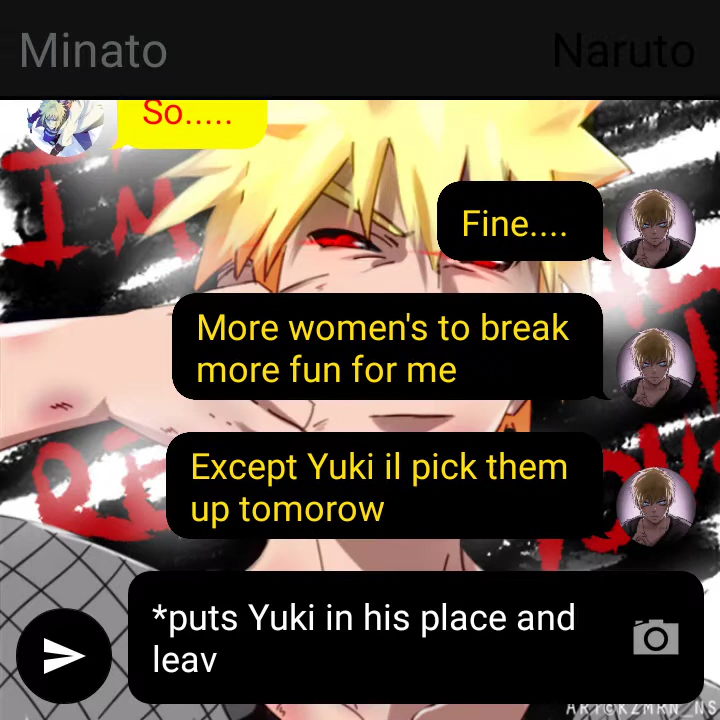 Minato
Naruto
So.....
Fine....
More women's to break
more fun for me
Except Yuki il pick them
up tomorow
*puts Yuki in his place and
leav
I'M